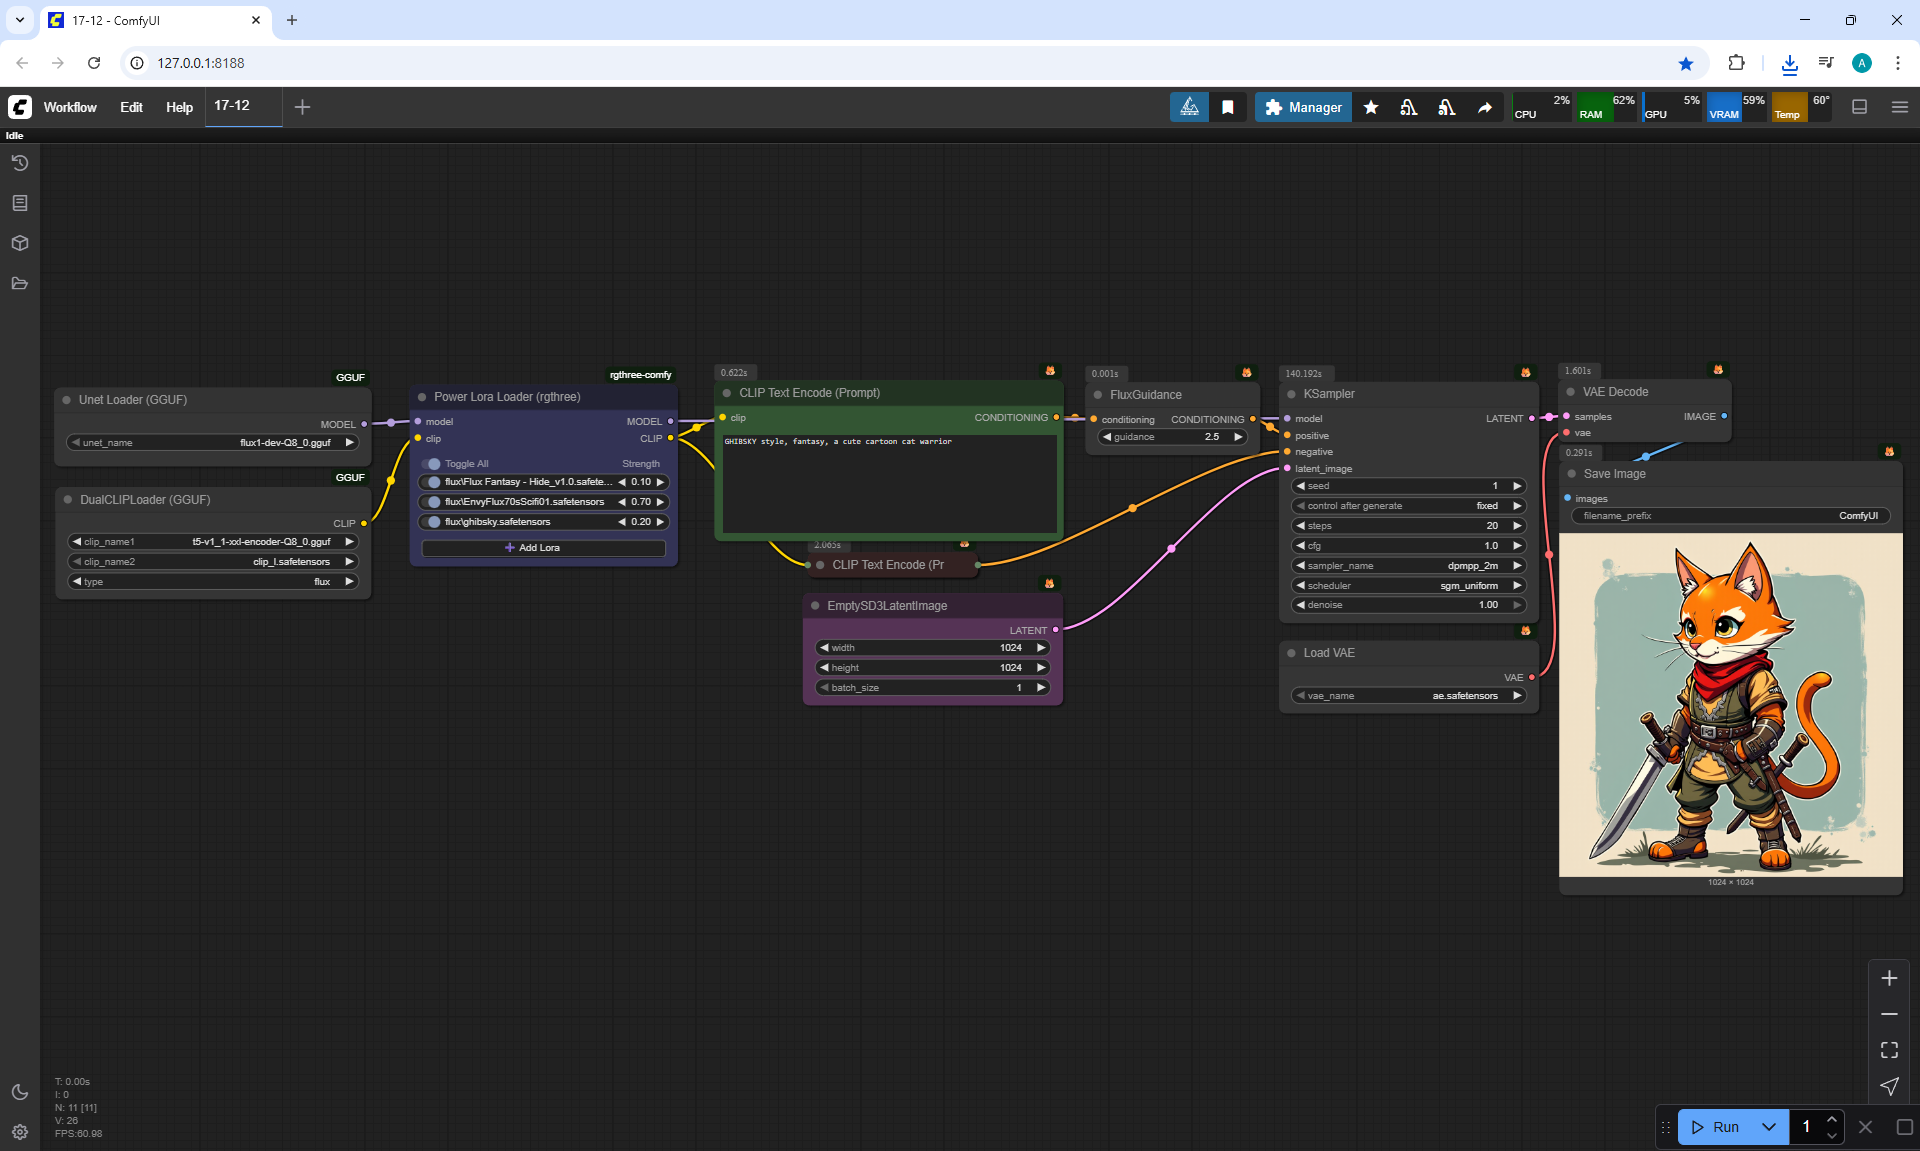 17-12 - ComfyUI
127.0.0.1:8188
A
Workflow Edit Help 17-12
Manager
CPU 2% RAM 62% GPU 5% VRAM 59% Temp 60°
Idle
GGUF
Unet Loader (GGUF)
MODEL
unet_name flux1-dev-Q8_0.gguf
GGUF
DualCLIPLoader (GGUF)
CLIP
clip_name1 t5-v1_1-xxl-encoder-Q8_0.gguf
clip_name2 clip_l.safetensors
type flux
rgthree-comfy
Power Lora Loader (rgthree)
model MODEL
clip CLIP
Toggle All Strength
flux\Flux Fantasy - Hide_v1.0.safete... 0.10
flux\EnvyFlux70sScifi01.safetensors 0.70
flux\ghibsky.safetensors 0.20
Add Lora
0.622s
CLIP Text Encode (Prompt)
clip CONDITIONING
GHIBSKY style, fantasy, a cute cartoon cat warrior
2.065s
CLIP Text Encode (Pr
EmptySD3LatentImage
LATENT
width 1024
height 1024
batch_size 1
0.001s
FluxGuidance
conditioning CONDITIONING
guidance 2.5
140.192s
KSampler
model LATENT
positive
negative
latent_image
seed 1
control after generate fixed
steps 20
cfg 1.0
sampler_name dpmpp_2m
scheduler sgm_uniform
denoise 1.00
Load VAE
VAE
vae_name ae.safetensors
1.601s
VAE Decode
samples IMAGE
vae
0.291s
Save Image
images
filename_prefix ComfyUI
1024 × 1024
T: 0.00s
I: 0
N: 11 [11]
V: 26
FPS:60.98
Run 1